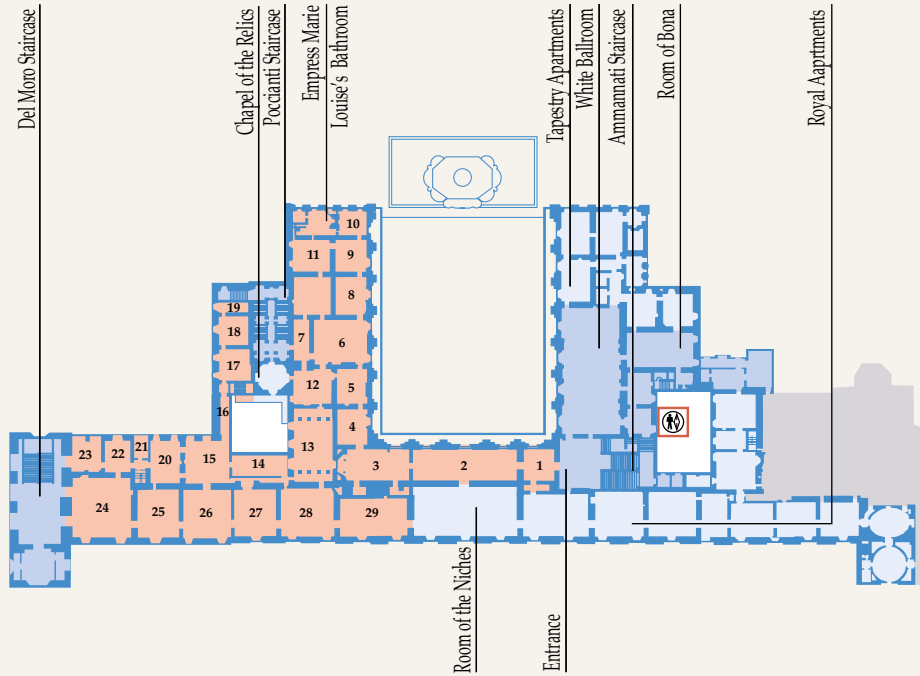 Del Moro Staircase
Chapel of the Relics
Poccianti Staircase
Empress Marie
Louise's Bathroom
Tapestry Apartments
White Ballroom
Ammannati Staircase
Room of Bona
Royal Aaprtments
10
11
9
8
19
18
7
6
17
12
5
16
4
13
23
22
21
20
15
14
3
2
1
24
25
26
27
28
29
Room of the Niches
Entrance